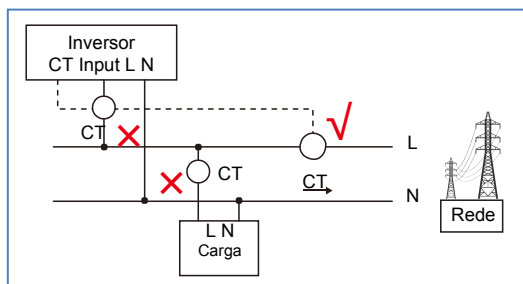 Inversor
CT Input L N
CT
L
CT
CT
N
L N
Carga
Rede